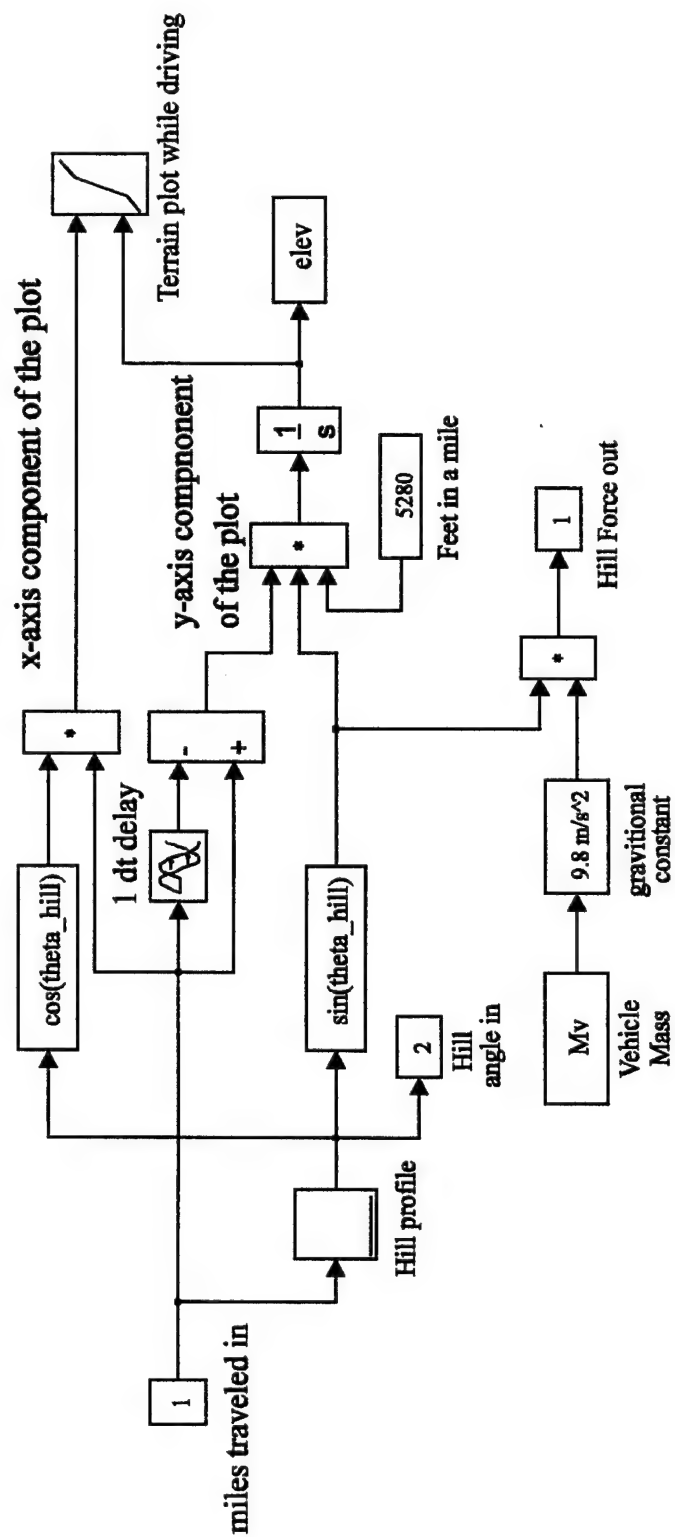 1
miles traveled in
Hill profile
cos(theta_hill)
1 dt delay
sin(theta_hill)
2
Hill
angle in
*
x-axis component of the plot
-
+
y-axis compnonent
of the plot
*
5280
Feet in a mile
1
s
elev
Terrain plot while driving
Mv
Vehicle
Mass
9.8 m/s^2
gravitional
constant
*
1
Hill Force out